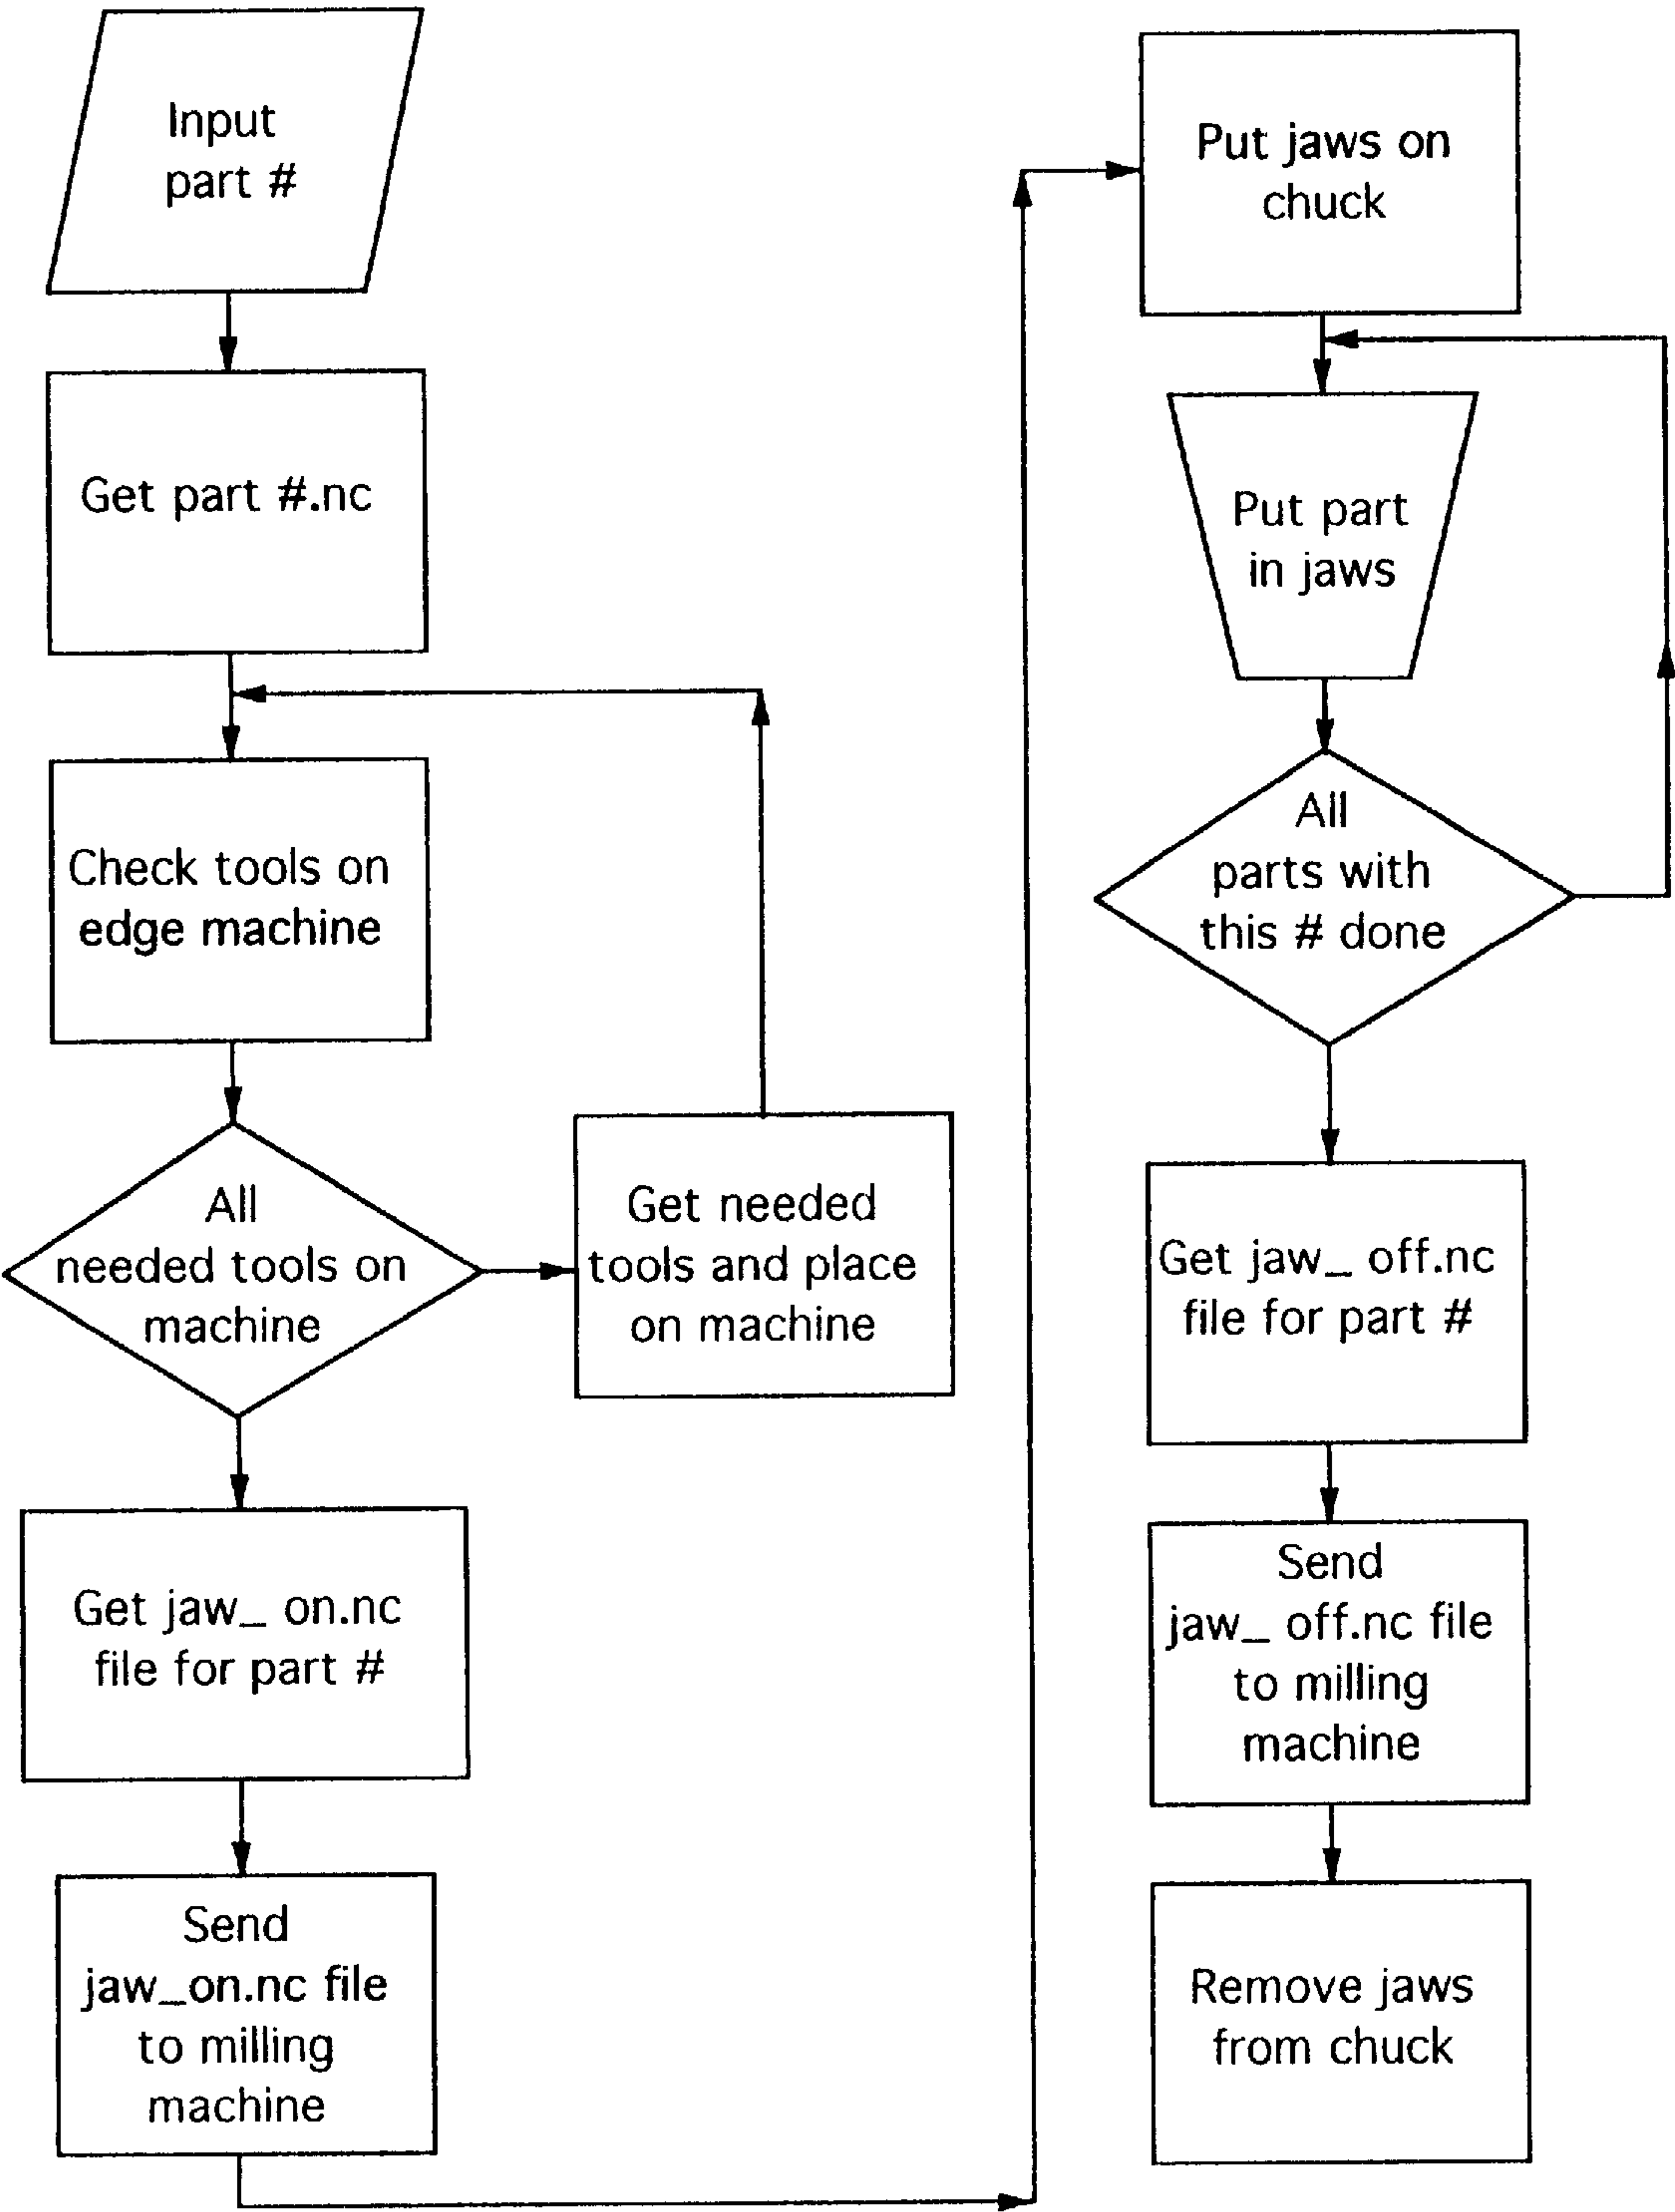 Input
part #
Get part #.nc
Check tools on
edge machine
All
needed tools on
machine
Get needed
tools and place
on machine
Get jaw_ on.nc
file for part #
Send
jaw_on.nc file
to milling
machine
Put jaws on
chuck
Put part
in jaws
All
parts with
this # done
Get jaw_ off.nc
file for part #
Send
jaw_ off.nc file
to milling
machine
Remove jaws
from chuck